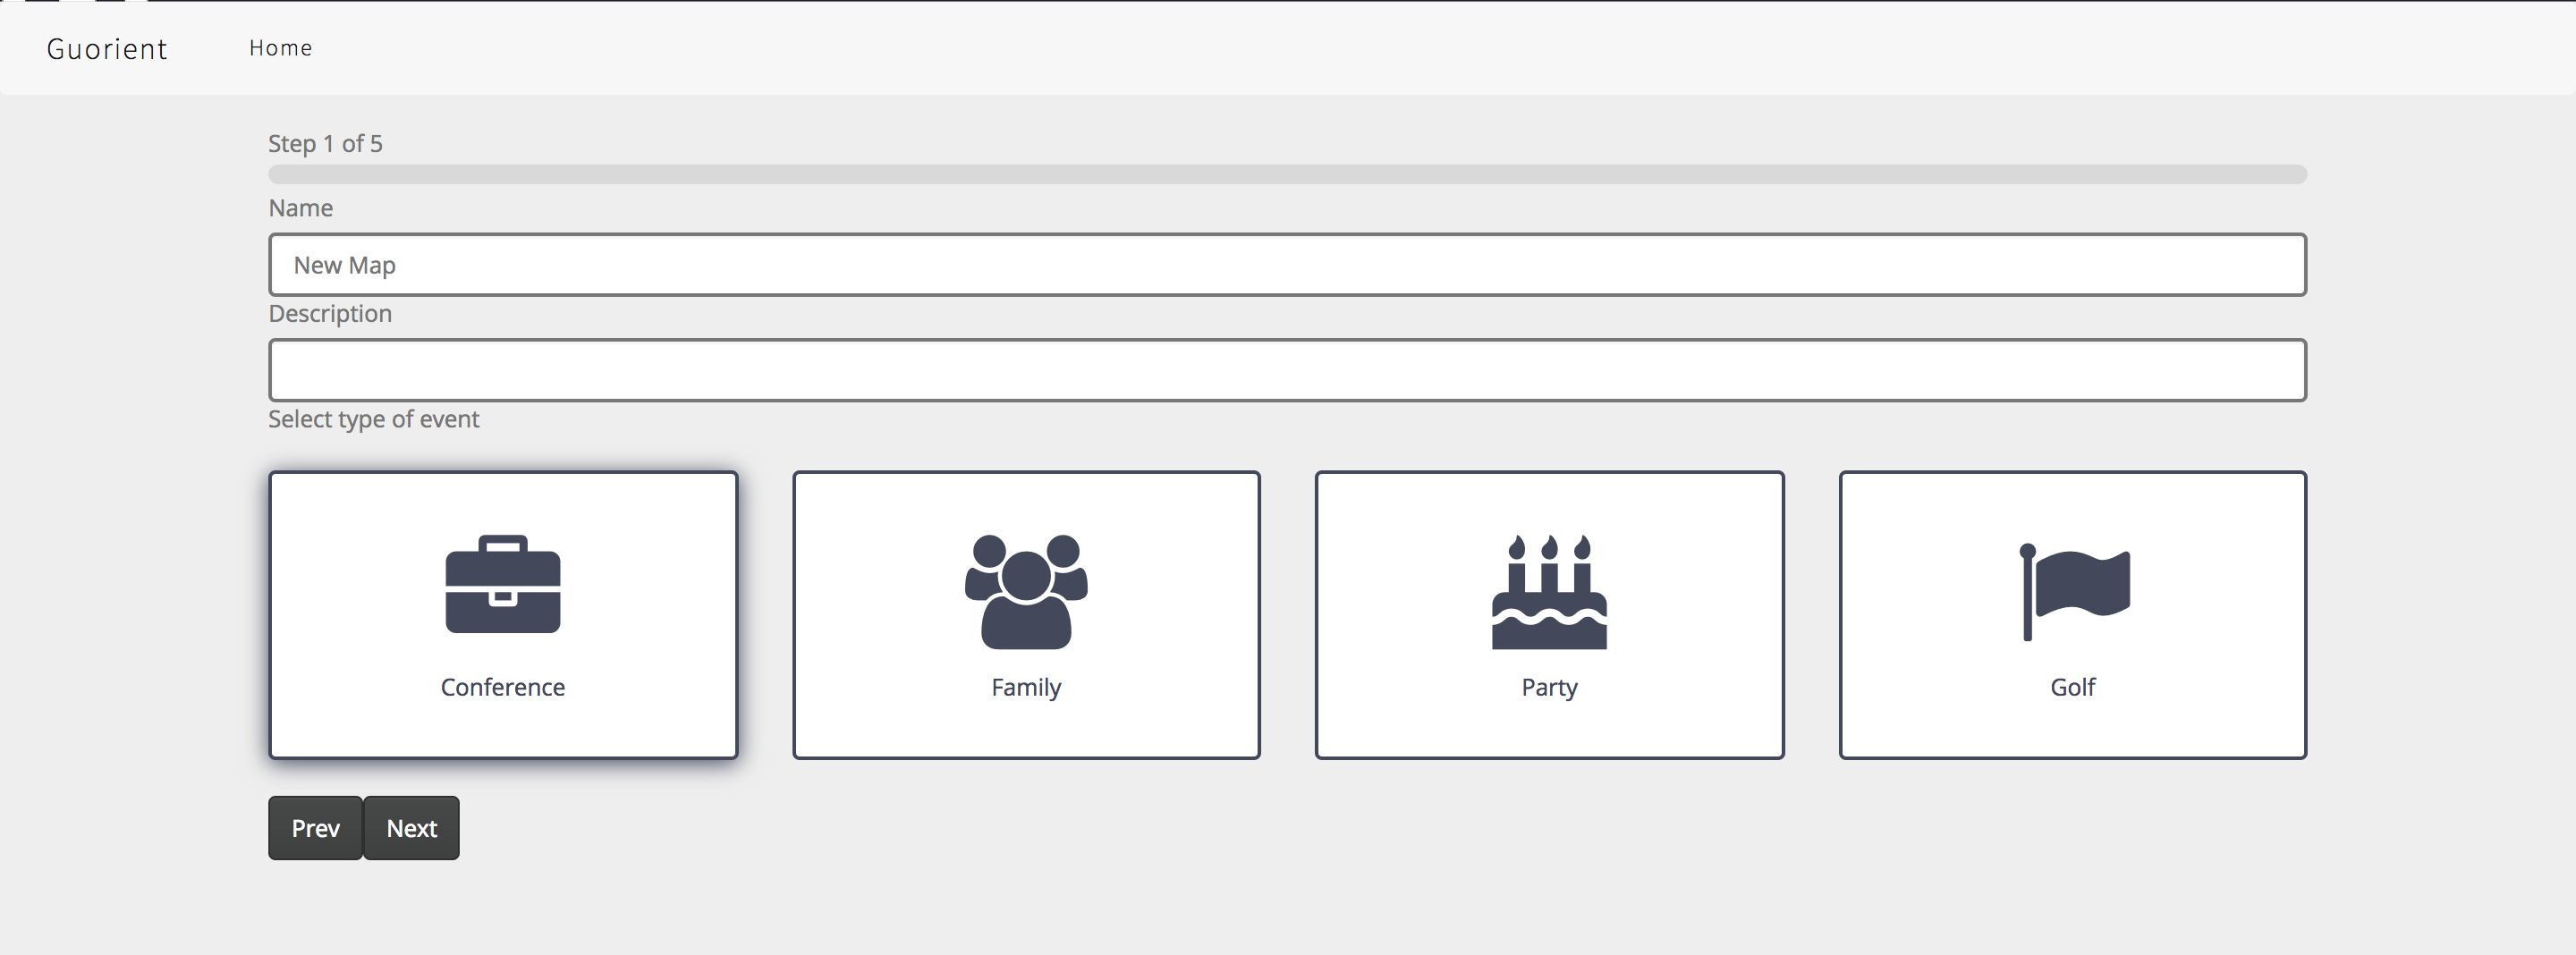 Guorient Home
Step 1 of 5
Name
New Map
Description
Select type of event
Conference Family Party Golf
Prev Next